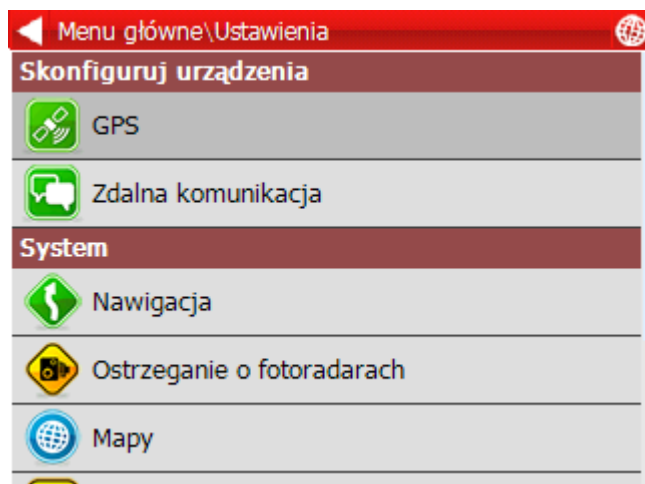 Menu główne\Ustawienia
Skonfiguruj urządzenia
GPS
Zdalna komunikacja
System
Nawigacja
Ostrzeganie o fotoradarach
Mapy